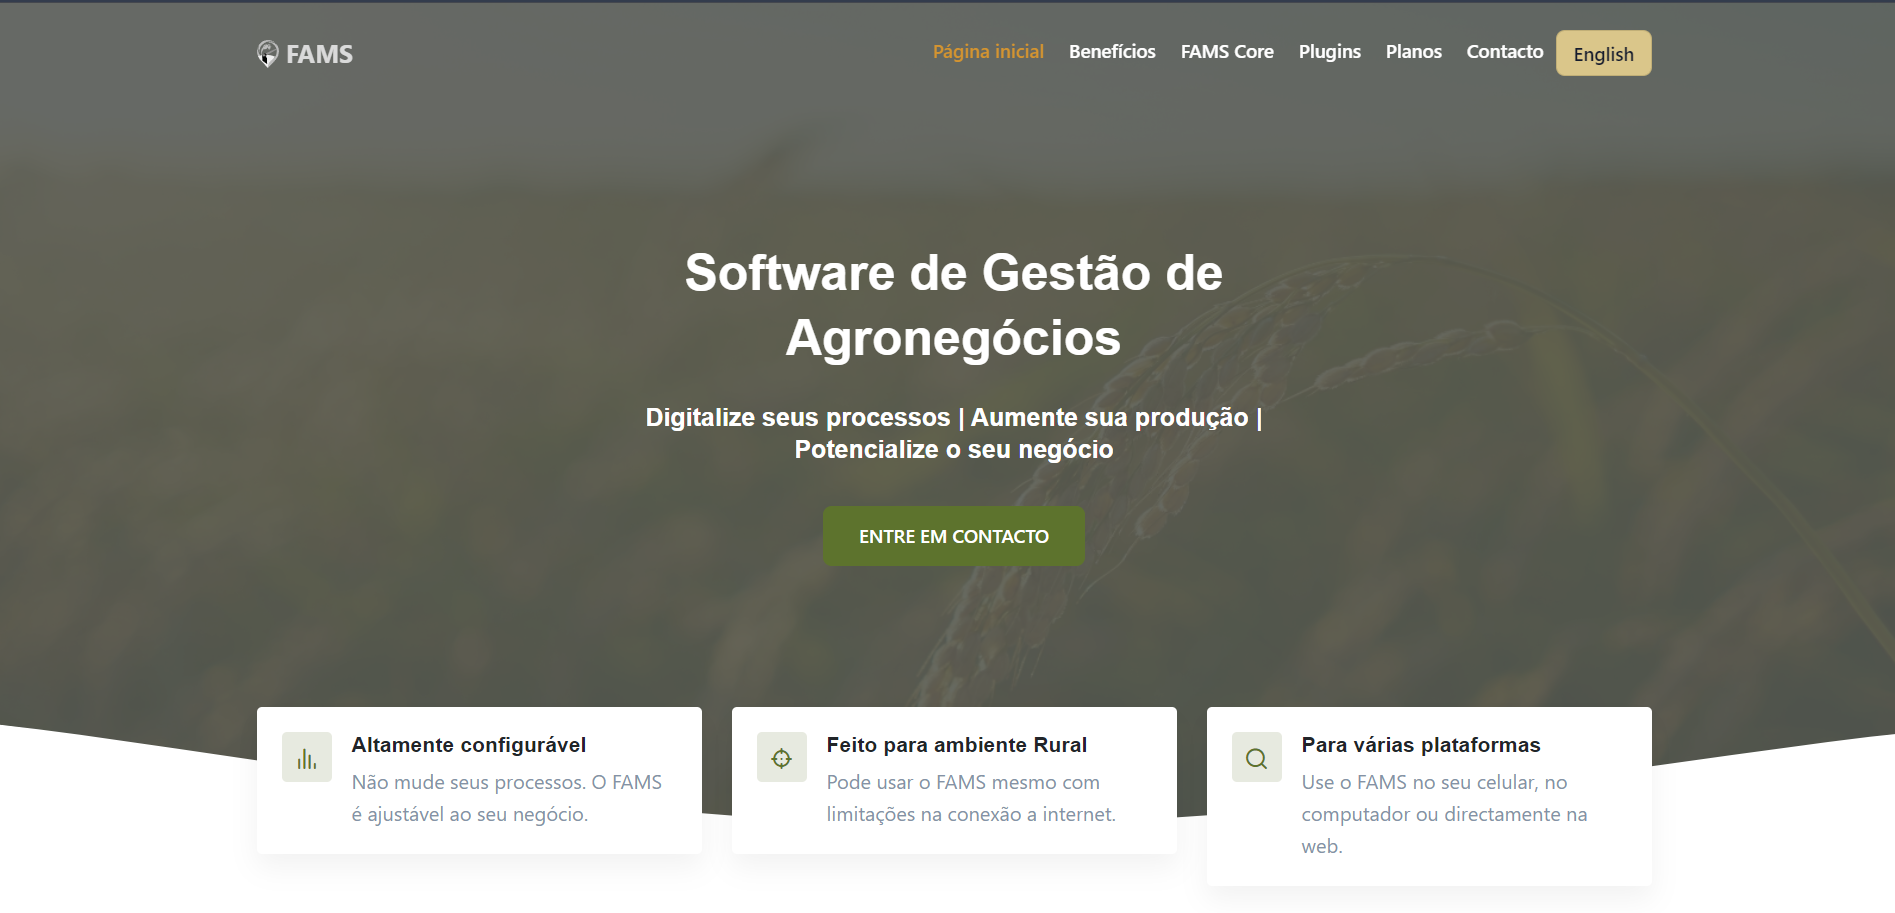 FAMS
Página inicial
Benefícios
FAMS Core
Plugins
Planos
Contacto
English
Software de Gestão de
Agronegócios
Digitalize seus processos | Aumente sua produção |
Potencialize o seu negócio
ENTRE EM CONTACTO
Altamente configurável
Não mude seus processos. O FAMS
é ajustável ao seu negócio.
Feito para ambiente Rural
Pode usar o FAMS mesmo com
limitações na conexão a internet.
Para várias plataformas
Use o FAMS no seu celular, no
computador ou directamente na
web.